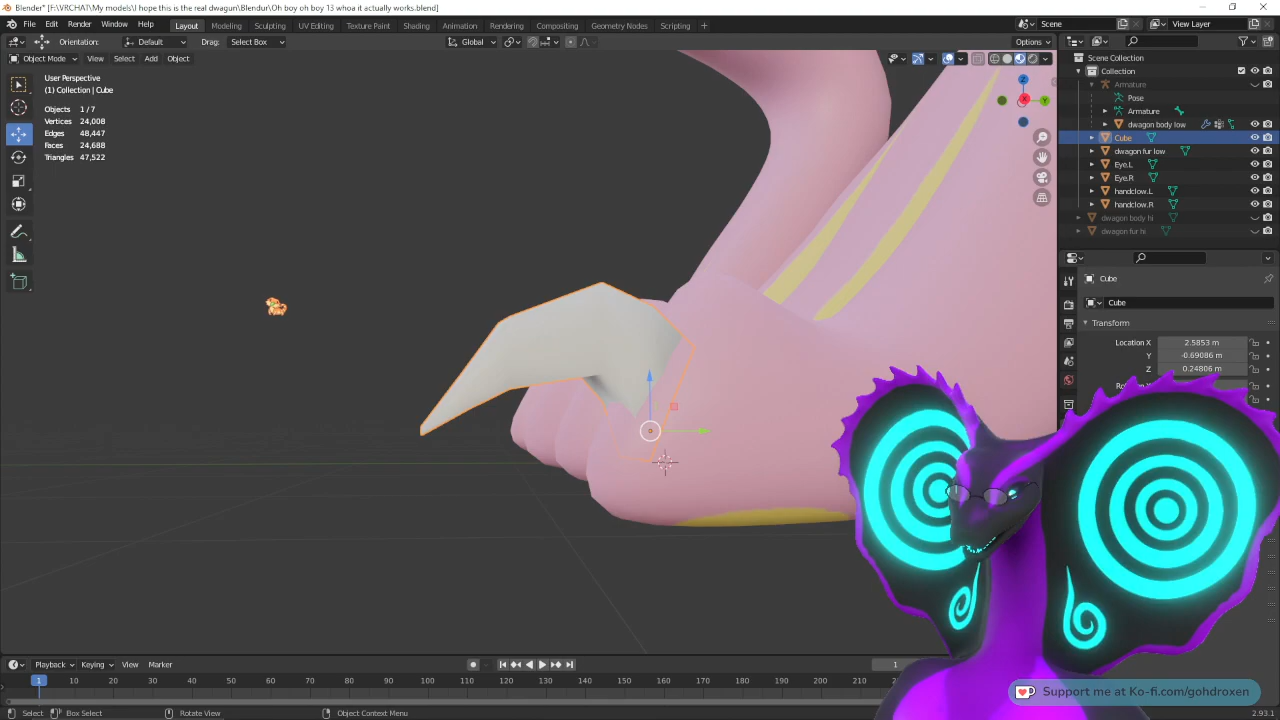 Blender* [F:\VRCHAT\My models\I hope this is the real dwagun\Blendur\Oh boy oh boy 13 whoa it actually works.blend]
File Edit Render Window Help Layout Modeling Sculpting UV Editing Texture Paint Shading Animation Rendering Compositing Geometry Nodes Scripting + Scene View Layer
Orientation: Default Drag: Select Box Global Options
Object Mode View Select Add Object
User Perspective
(1) Collection | Cube
Objects 1 / 7
Vertices 24,008
Edges 48,447
Faces 24,688
Triangles 47,522
Z
X
Y
Scene Collection
Collection
Armature
Pose
Armature
dwagon body low
Cube
dwagon fur low
Eye.L
Eye.R
handclow.L
handclow.R
dwagon body hi
dwagon fur hi
Cube
Cube
Transform
Location X 2.5853 m
Y -0.69086 m
Z 0.24806 m
Playback Keying View Marker 1
1 10 20 30 40 50 60 70 80 90 100 110 120 130 140 150 160 170 180 190 200 210
Select Box Select Rotate View Object Context Menu 2.93.1
Support me at Ko-fi.com/gohdroxen